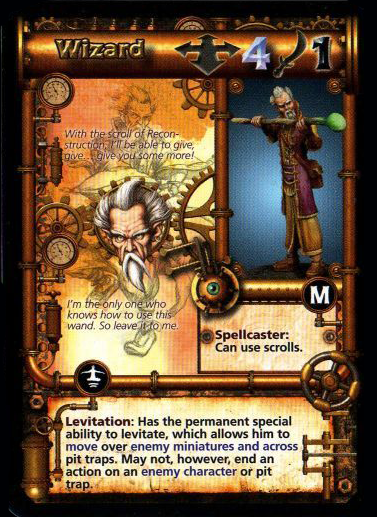 Wizard 4 1
With the scroll of Recon-
struction, I'll be able to give,
give... give you some more!
I'm the only one who
knows how to use this
wand. So leave it to me.
M
Spellcaster:
Can use scrolls.
Levitation: Has the permanent special
ability to levitate, which allows him to
move over enemy miniatures and across
pit traps. May not, however, end an
action on an enemy character or pit
trap.